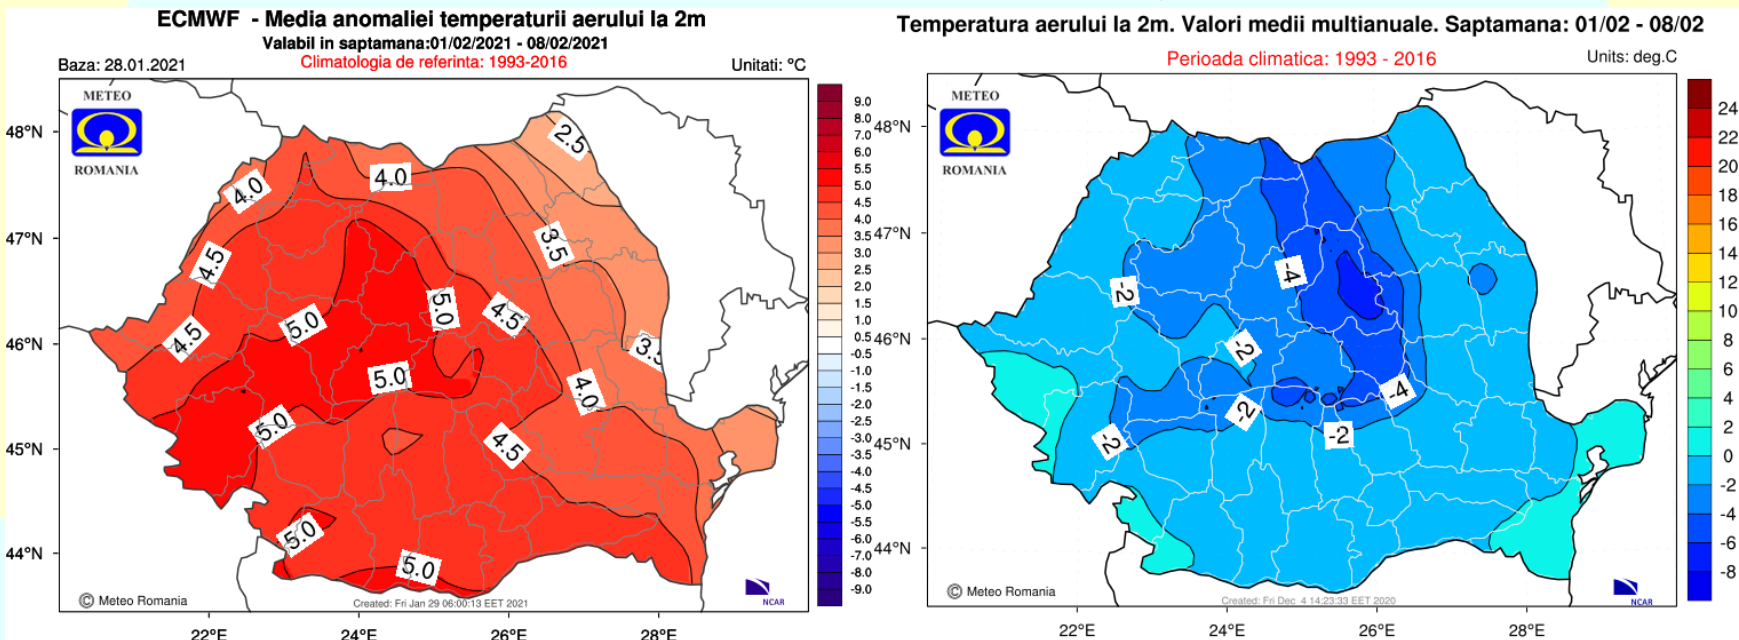 ECMWF - Media anomaliei temperaturii aerului la 2m
Valabil in saptamana:01/02/2021 - 08/02/2021
Baza: 28.01.2021
Climatologia de referinta: 1993-2016
Unitati: °C
METEO
ROMANIA
48°N
47°N
46°N
45°N
44°N
2.5
4.0
4.0
3.5
4.5
5.0
4.5
5.0
4.5
3.5
5.0
4.0
5.0
4.5
5.0
5.0
© Meteo Romania
Created: Fri Jan 29 06:00:13 EET 2021
NCAR
22°E
24°E
26°E
28°E
9.0
8.0
7.0
6.0
5.5
5.0
4.5
4.0
3.5
3.0
2.5
2.0
1.5
1.0
0.5
-0.5
-1.0
-1.5
-2.0
-2.5
-3.0
-3.5
-4.0
-4.5
-5.0
-5.5
-6.0
-7.0
-8.0
-9.0
Temperatura aerului la 2m. Valori medii multianuale. Saptamana: 01/02 - 08/02
Perioada climatica: 1993 - 2016
Units: deg.C
METEO
ROMANIA
48°N
47°N
46°N
45°N
44°N
-4
-2
-2
-4
-2
-2
-2
© Meteo Romania
Created: Fri Dec 4 14:23:33 EET 2020
NCAR
22°E
24°E
26°E
28°E
24
22
20
18
16
14
12
10
8
6
4
2
0
-2
-4
-6
-8